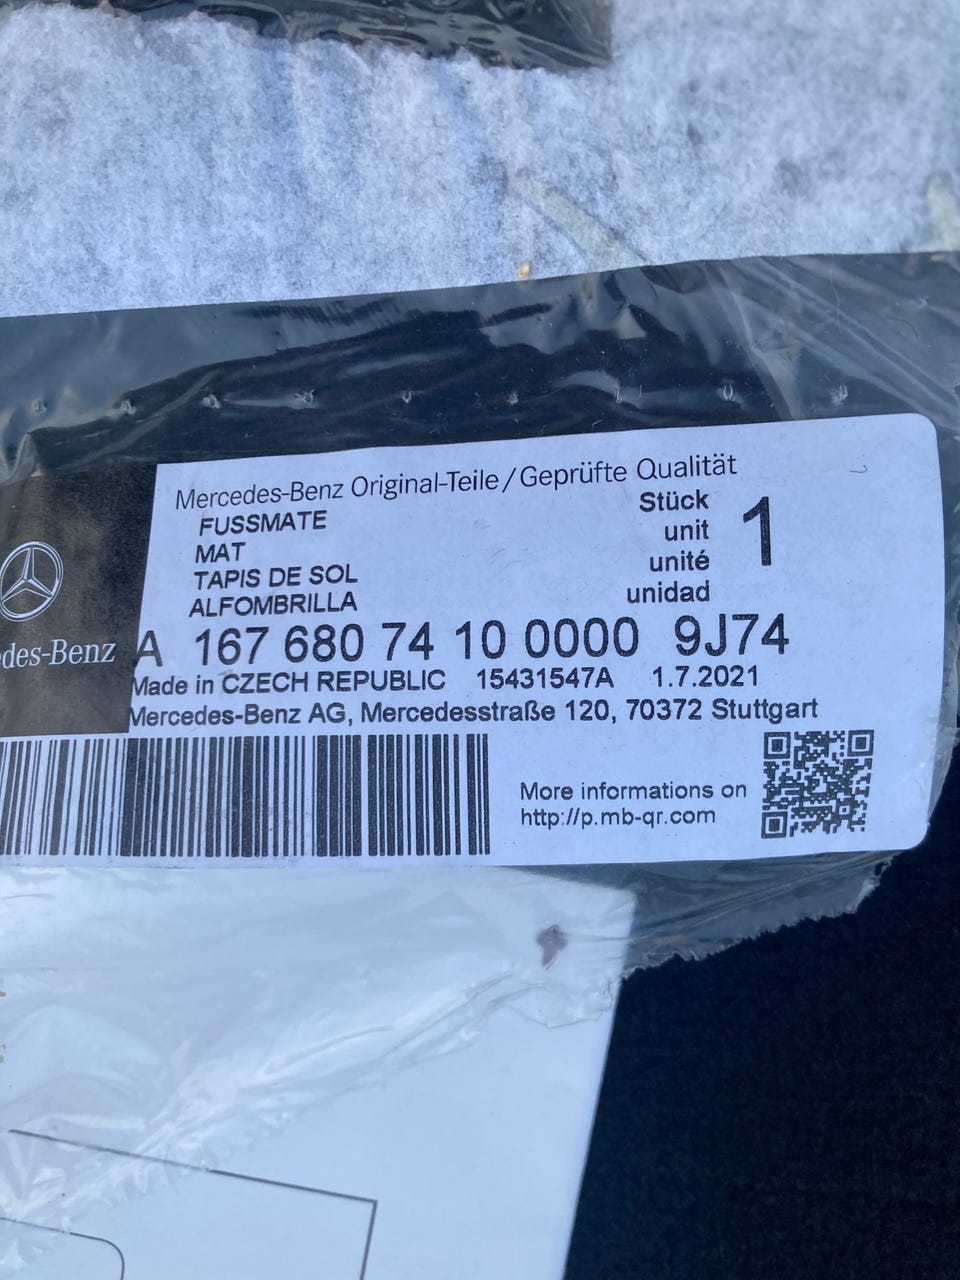 Mercedes-Benz Original-Teile/Geprüfte Qualität
FUSSMATE
MAT
TAPIS DE SOL
ALFOMBRILLA
Stück
unit
unité
unidad
1
des-Benz
A 167 680 74 10 0000 9J74
Made in CZECH REPUBLIC 15431547A 1.7.2021
Mercedes-Benz AG, Mercedesstraße 120, 70372 Stuttgart
More informations on
http://p.mb-qr.com